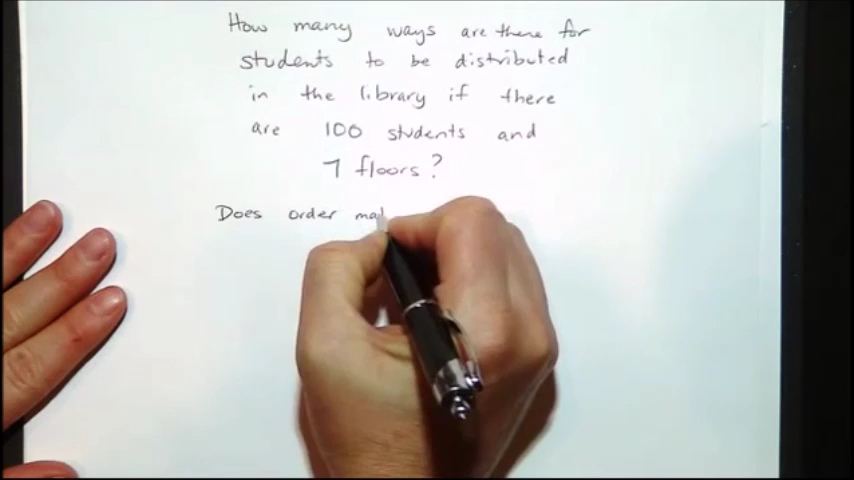 How many ways are there for
students to be distributed
in the library if there
are 100 students and
7 floors?
Does order mat